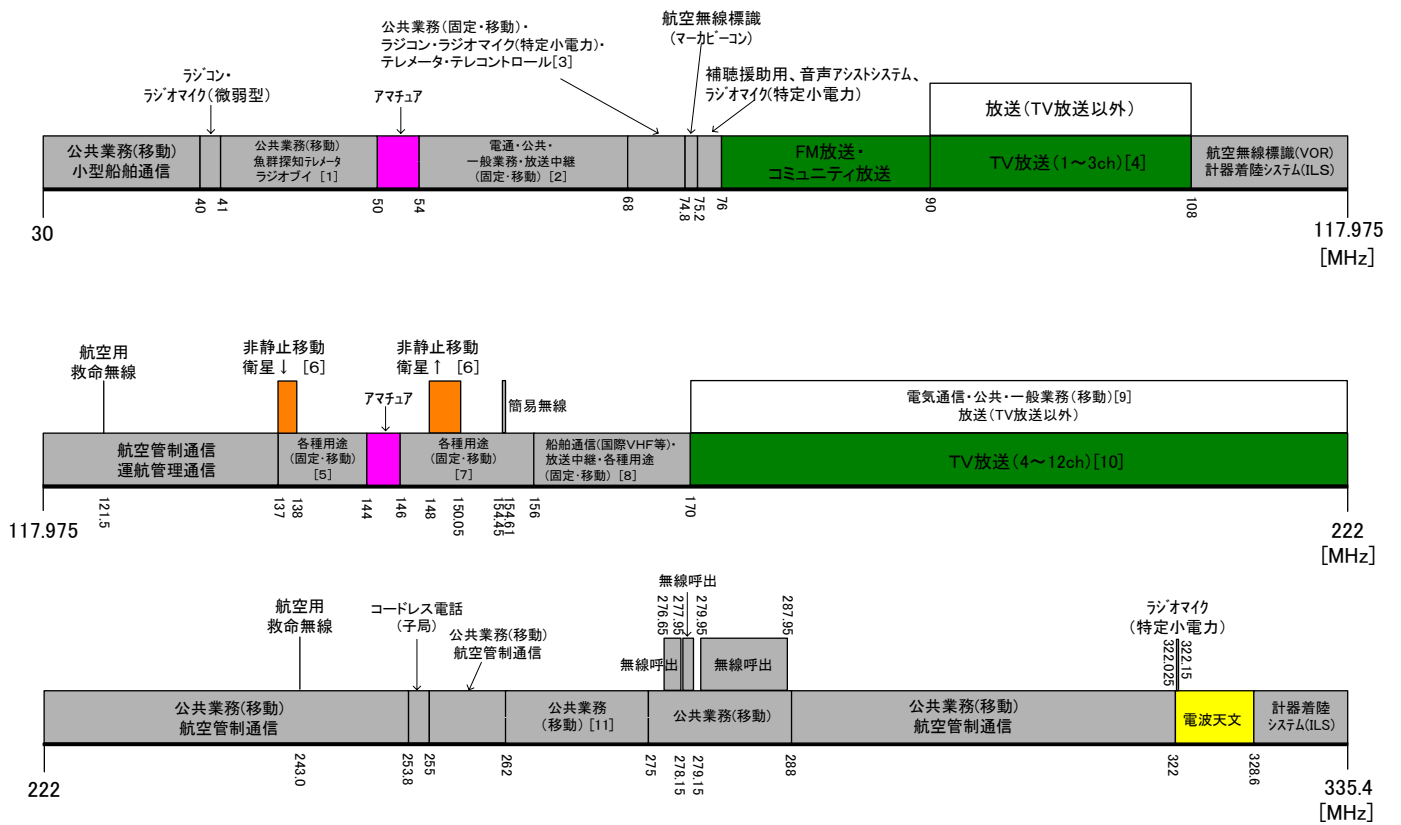 公共業務(固定・移動)・
ラジコン・ラジオマイク(特定小電力)・
テレメータ・テレコントロール[3]
航空無線標識
(マーカビーコン)
ラジコン・
ラジオマイク(微弱型)
アマチュア
補聴援助用、音声アシストシステム、
ラジオマイク(特定小電力)
放送(TV放送以外)
公共業務(移動)
小型船舶通信
公共業務(移動)
魚群探知テレメータ
ラジオブイ [1]
電通・公共・
一般業務・放送中継
(固定・移動) [2]
FM放送・
コミュニティ放送
TV放送(1～3ch)[4]
航空無線標識(VOR)
計器着陸システム(ILS)
30
40
41
50
54
68
74.8
75.2
76
90
108
117.975
[MHz]
航空用
救命無線
非静止移動
衛星↓ [6]
アマチュア
非静止移動
衛星↑ [6]
簡易無線
電気通信・公共・一般業務(移動)[9]
放送(TV放送以外)
航空管制通信
運航管理通信
各種用途
(固定・移動)
[5]
各種用途
(固定・移動)
[7]
船舶通信(国際VHF等)・
放送中継・各種用途
(固定・移動) [8]
TV放送(4～12ch)[10]
117.975
121.5
137
138
144
146
148
150.05
154.45
154.61
156
170
222
[MHz]
航空用
救命無線
コードレス電話
(子局)
公共業務(移動)
航空管制通信
無線呼出
276.65
277.95
279.95
287.95
無線呼出
無線呼出
ラジオマイク
(特定小電力)
322.025
322.15
公共業務(移動)
航空管制通信
公共業務
(移動) [11]
公共業務(移動)
公共業務(移動)
航空管制通信
電波天文
計器着陸
システム(ILS)
222
243.0
253.8
255
262
275
278.15
279.15
288
322
328.6
335.4
[MHz]